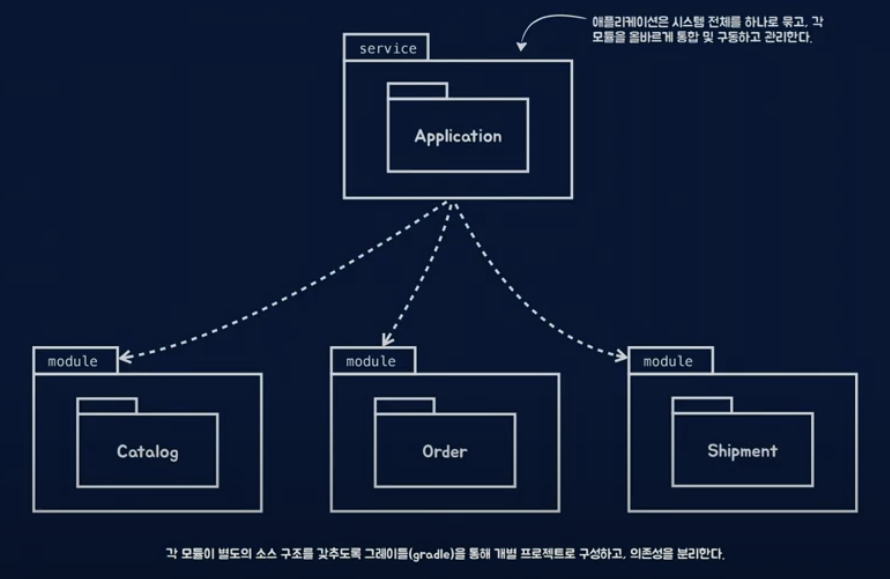 애플리케이션은 시스템 전체를 하나로 묶고, 각
모듈을 올바르게 통합 및 구동하고 관리한다.
service
Application
module
module
module
Catalog
Order
Shipment
각 모듈이 별도의 소스 구조를 갖추도록 그레이들(gradle)을 통해 개별 프로젝트로 구성하고, 의존성을 분리한다.